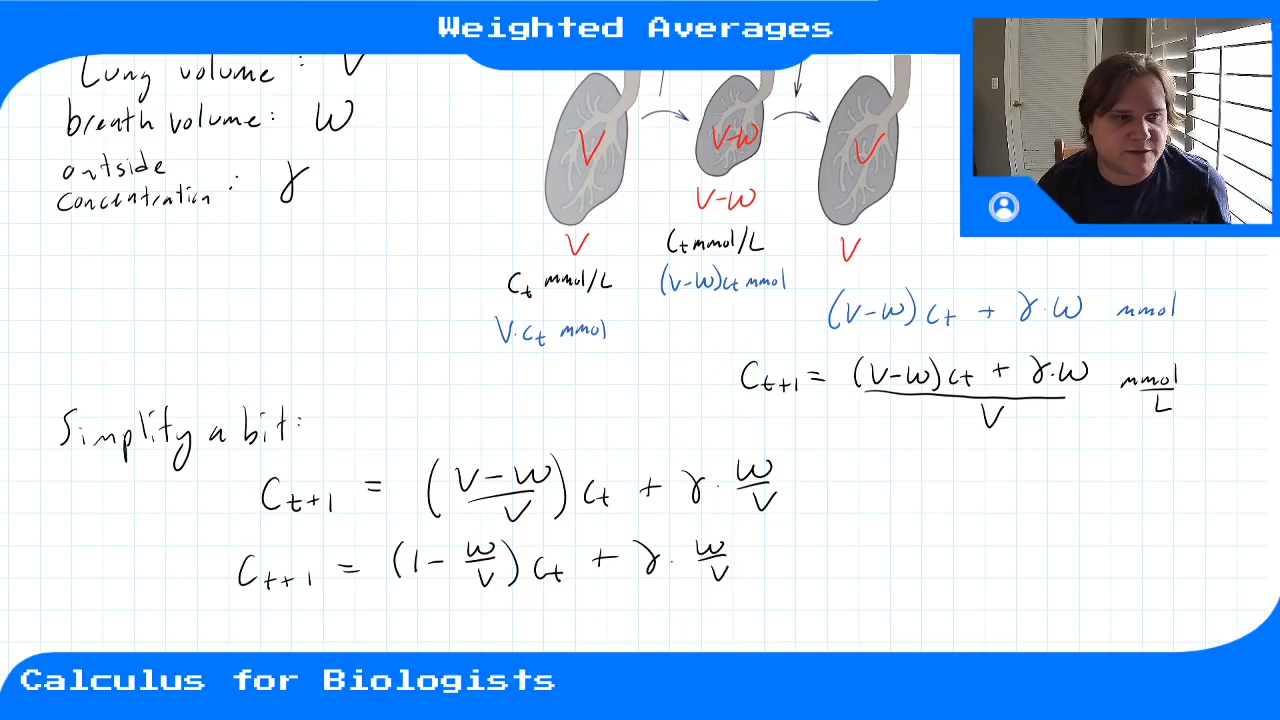 Weighted Averages
Lung volume : V
breath volume: W
outside
concentration : γ
V
V-W
V
V
V-W
V
Ct mmol/L
Ct mmol/L
V·Ct mmol
(V-W)Ct mmol
(V-W)Ct + γ·W mmol
Ct+1 = (V-W)Ct + γ·W / V mmol/L
Simplify a bit:
Ct+1 = (V-W/V)Ct + γ·W/V
Ct+1 = (1-W/V)Ct + γ·W/V
Calculus for Biologists